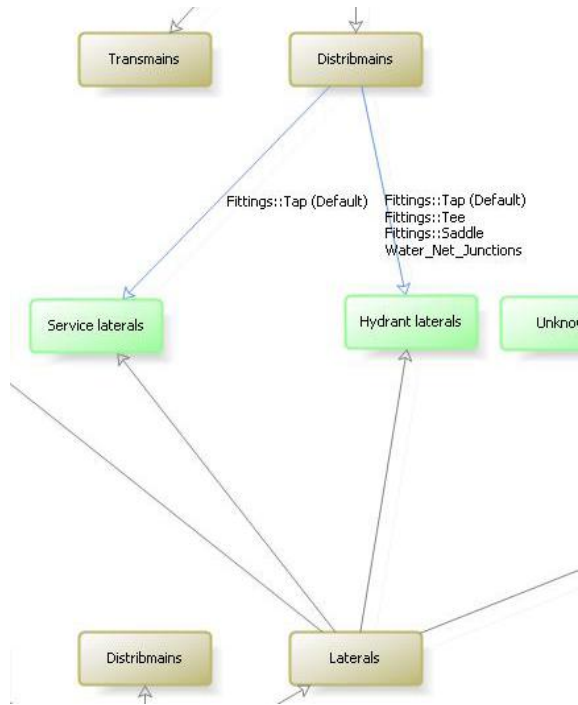 Transmains
Distribmains
Fittings::Tap (Default)
Fittings::Tap (Default)
Fittings::Tee
Fittings::Saddle
Water_Net_Junctions
Service laterals
Hydrant laterals
Distribmains
Laterals